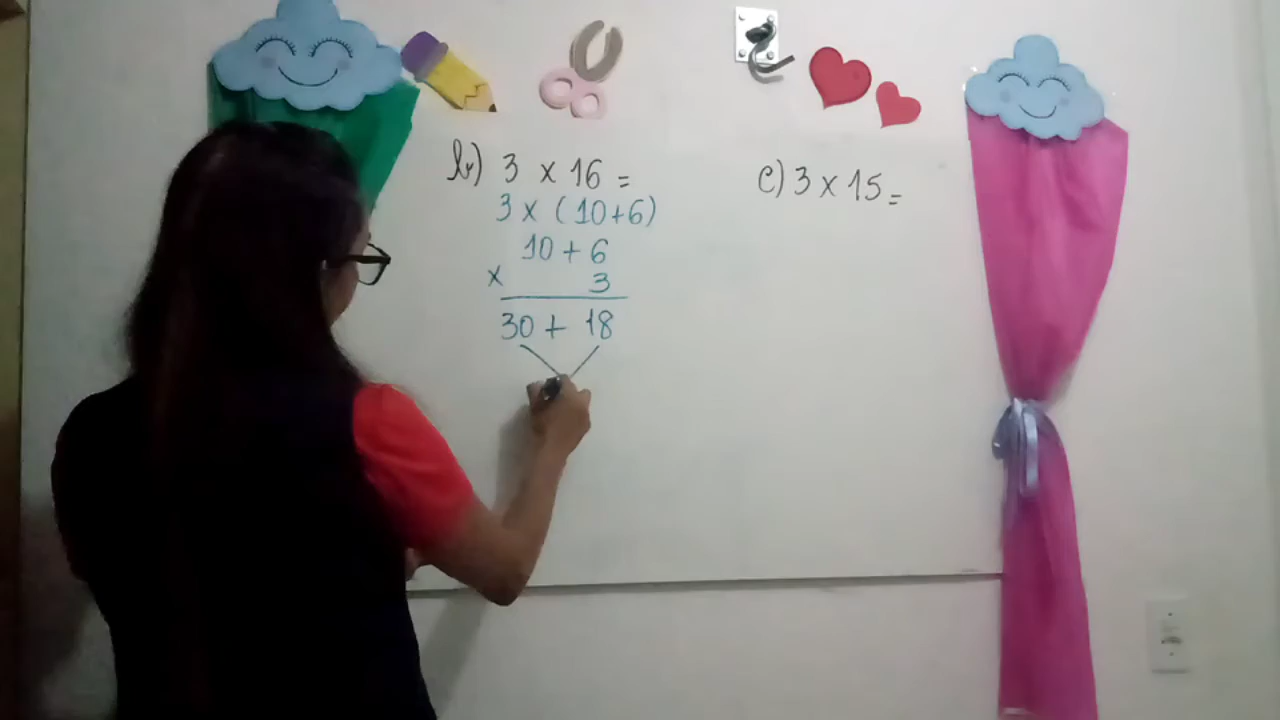 b) 3 x 16 =
3 x (10+6)
10 + 6
x 3
30 + 18
c) 3 x 15 =